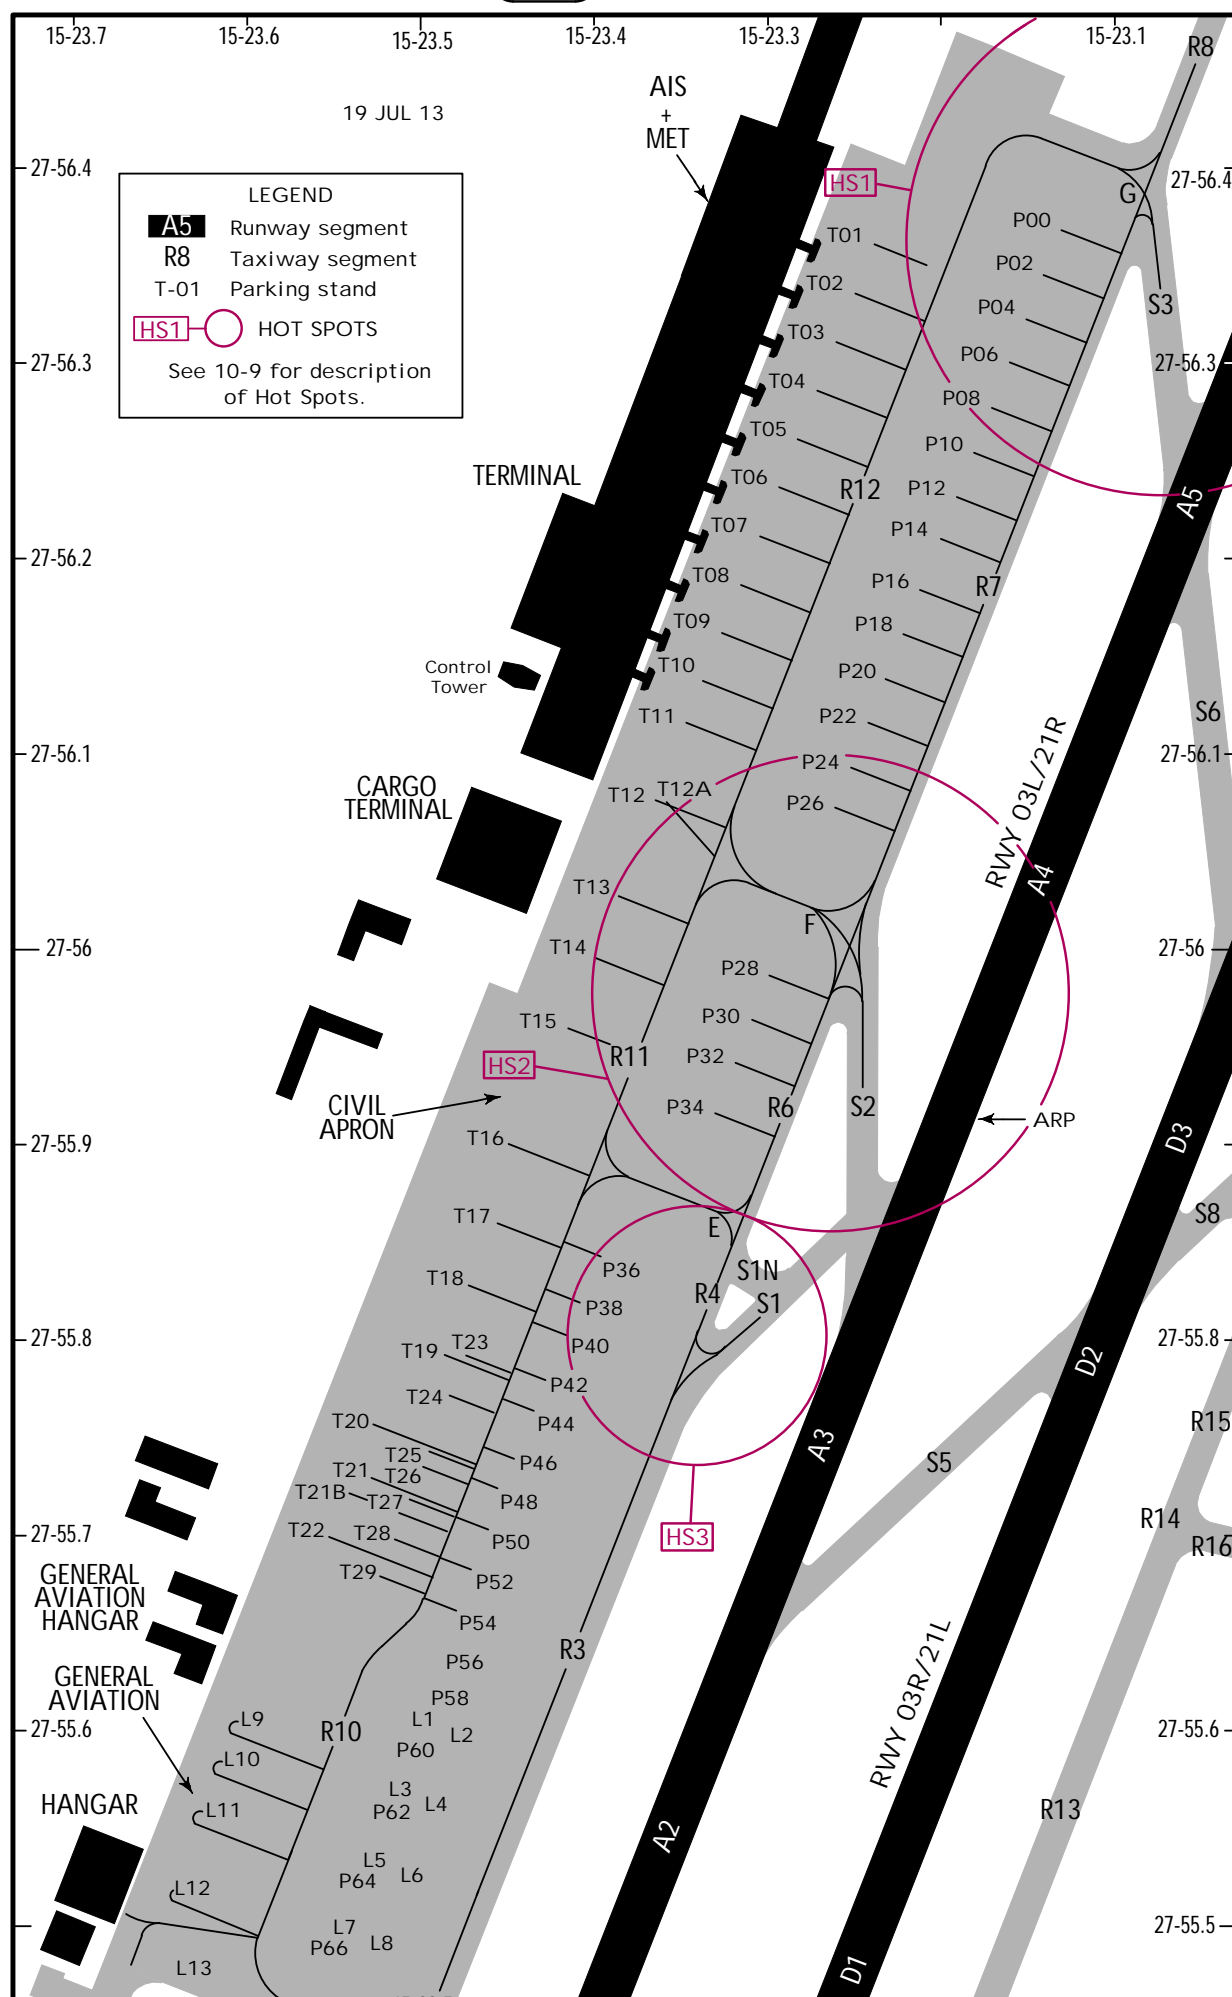 15-23.7
15-23.6
15-23.5
15-23.4
15-23.3
15-23.1
R8
19 JUL 13
AIS
+
MET
27-56.4
27-56.4
LEGEND
A5 Runway segment
R8 Taxiway segment
T-01 Parking stand
HS1 HOT SPOTS
See 10-9 for description
of Hot Spots.
HS1
G
P00
T01
P02
T02
S3
P04
T03
27-56.3
27-56.3
P06
T04
P08
T05
P10
TERMINAL
T06
R12
P12
A5
T07
P14
27-56.2
T08
P16
R7
T09
P18
Control
Tower
T10
P20
T11
P22
S6
RWY 03L/21R
27-56.1
27-56.1
P24
CARGO
TERMINAL
T12
T12A
P26
A4
T13
F
T14
27-56
27-56
P28
T15
P30
R11
P32
HS2
CIVIL
APRON
P34
R6
S2
ARP
D3
27-55.9
T16
T17
E
S8
P36
S1N
T18
R4
S1
P38
27-55.8
27-55.8
T23
P40
T19
D2
P42
T24
P44
T20
R15
A3
T25
P46
S5
T21
T26
T21B
T27
P48
R14
27-55.7
T22
T28
P50
HS3
R16
GENERAL
AVIATION
HANGAR
T29
P52
P54
R3
RWY 03R/21L
P56
GENERAL
AVIATION
P58
L9
L1
27-55.6
R10
L2
27-55.6
P60
L10
L3
HANGAR
L11
P62
L4
R13
A2
L5
L12
P64
L6
L7
27-55.5
P66
L8
L13
D1